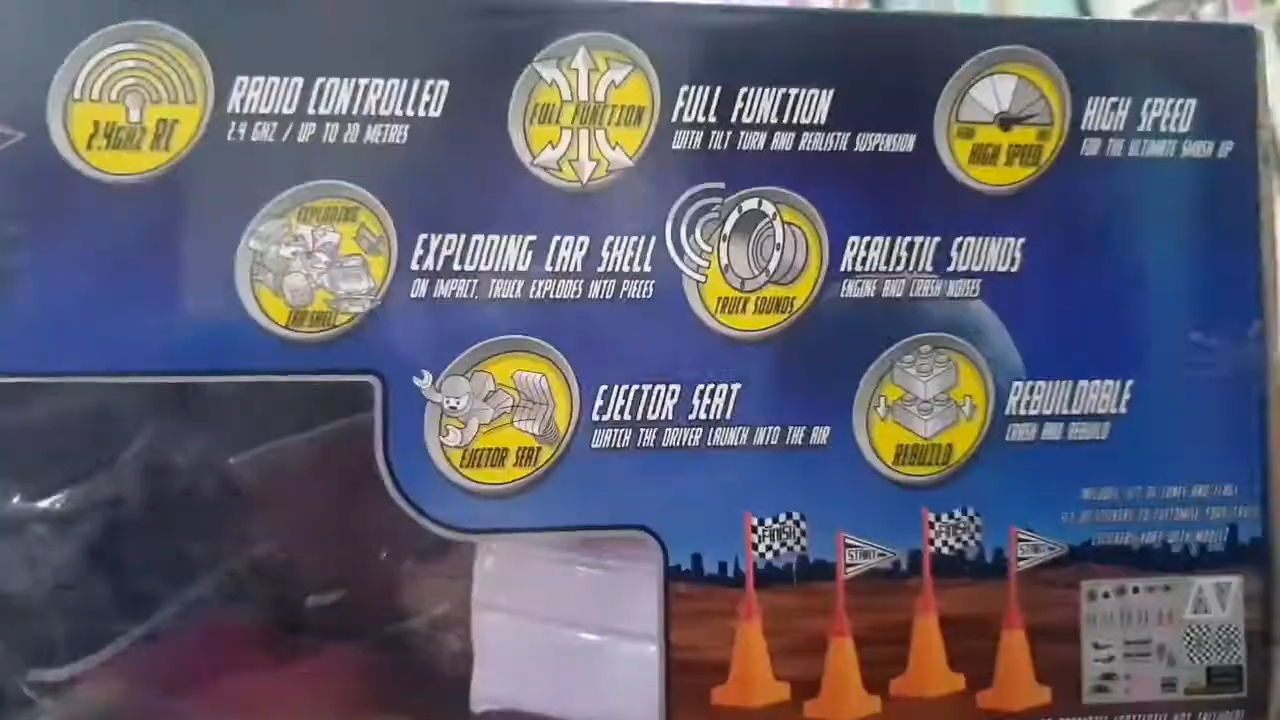 2.4GHZ RC
RADIO CONTROLLED
2.4 GHZ / UP TO 20 METRES
FULL FUNCTION
FULL FUNCTION
WITH TILT TURN AND REALISTIC SUSPENSION
HIGH SPEED
HIGH SPEED
FOR THE ULTIMATE SMASH UP
EXPLODING
CAR SHELL
EXPLODING CAR SHELL
ON IMPACT, TRUCK EXPLODES INTO PIECES
TRUCK SOUNDS
REALISTIC SOUNDS
ENGINE AND CRASH NOISES
EJECTOR SEAT
EJECTOR SEAT
WATCH THE DRIVER LAUNCH INTO THE AIR
REBUILD
REBUILDABLE
CRASH AND REBUILD
FINISH
START
FINISH
START